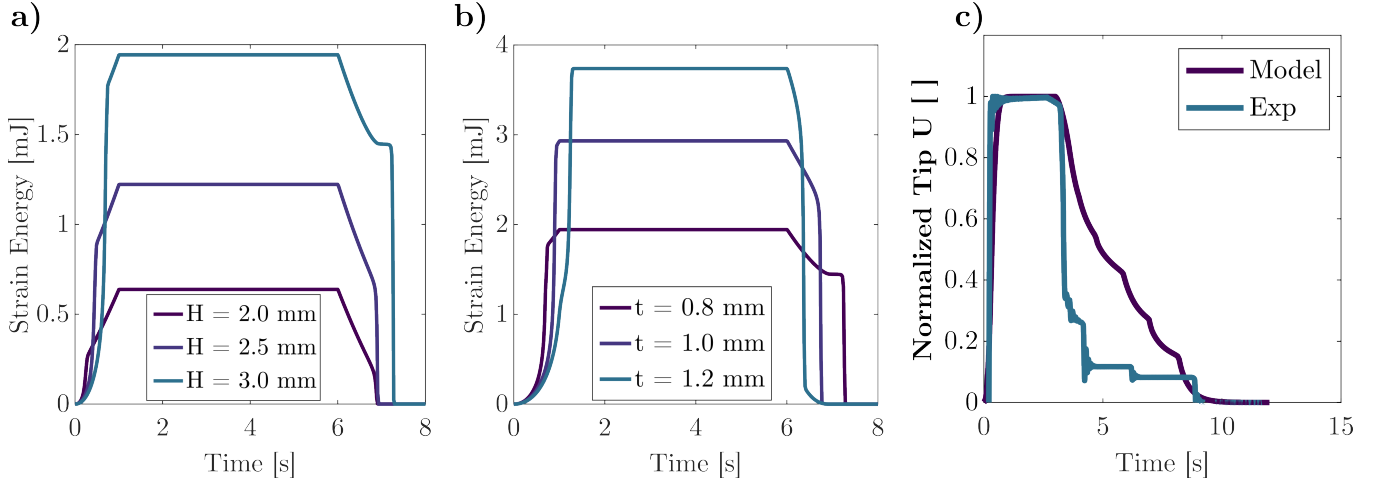 a)
Strain Energy [mJ]
2
1.5
1
0.5
0
0 2 4 6 8
Time [s]
H = 2.0 mm
H = 2.5 mm
H = 3.0 mm
b)
Strain Energy [mJ]
4
3
2
1
0
0 2 4 6 8
Time [s]
t = 0.8 mm
t = 1.0 mm
t = 1.2 mm
c)
Normalized Tip U [ ]
1
0.8
0.6
0.4
0.2
0
0 5 10 15
Time [s]
Model
Exp